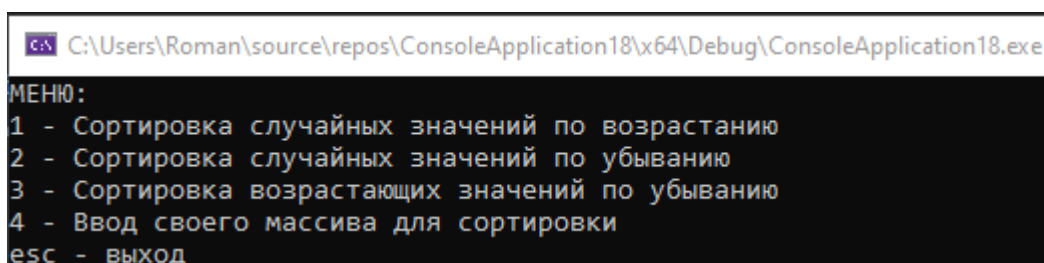 C:\Users\Roman\source\repos\ConsoleApplication18\x64\Debug\ConsoleApplication18.exe
МЕНЮ:
1 - Сортировка случайных значений по возрастанию
2 - Сортировка случайных значений по убыванию
3 - Сортировка возрастающих значений по убыванию
4 - Ввод своего массива для сортировки
esc - выход